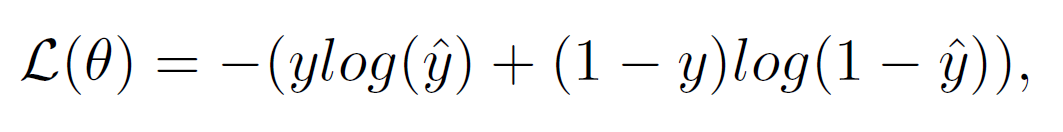 ℒ(θ) = −(ylog(ŷ) + (1 − y)log(1 − ŷ)),